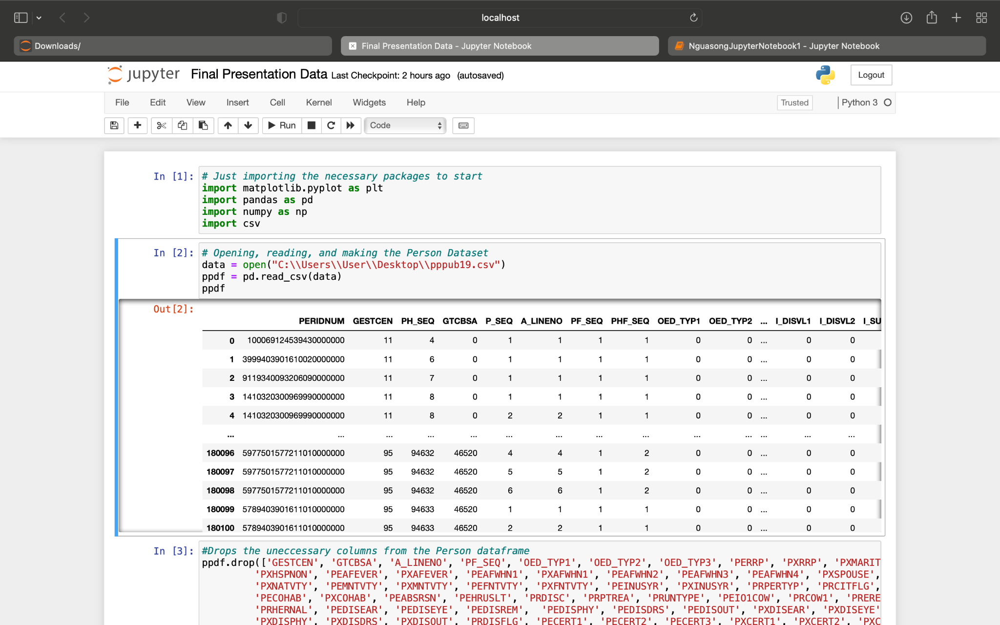 localhost
Downloads/
Final Presentation Data - Jupyter Notebook
NguasongJupyterNotebook1 - Jupyter Notebook
jupyter Final Presentation Data Last Checkpoint: 2 hours ago (autosaved)
Logout
File Edit View Insert Cell Kernel Widgets Help
Trusted
Python 3
Run
Code
In [1]: # Just importing the necessary packages to start
import matplotlib.pyplot as plt
import pandas as pd
import numpy as np
import csv
In [2]: # Opening, reading, and making the Person Dataset
data = open("C:\\Users\\User\\Desktop\\pppub19.csv")
ppdf = pd.read_csv(data)
ppdf
Out[2]:
PERIDNUM GESTCEN PH_SEQ GTCBSA P_SEQ A_LINENO PF_SEQ PHF_SEQ OED_TYP1 OED_TYP2 ... I_DISVL1 I_DISVL2 I_SU
0 100069124539430000000 11 4 0 1 1 1 1 0 0 ... 0 0
1 3999403901610020000000 11 6 0 1 1 1 1 0 0 ... 0 0
2 9119340093206090000000 11 7 0 1 1 1 1 0 0 ... 0 0
3 1410320300969990000000 11 8 0 1 1 1 1 0 0 ... 0 0
4 1410320300969990000000 11 8 0 2 2 1 1 0 0 ... 0 0
... ... ... ... ... ... ... ... ... ... ... ... ... ...
180096 5977501577211010000000 95 94632 46520 4 4 1 2 0 0 ... 0 0
180097 5977501577211010000000 95 94632 46520 5 5 1 2 0 0 ... 0 0
180098 5977501577211010000000 95 94632 46520 6 6 1 2 0 0 ... 0 0
180099 5789403901611010000000 95 94633 46520 1 1 1 1 0 0 ... 0 0
180100 5789403901611010000000 95 94633 46520 2 2 1 1 0 0 ... 0 0
In [3]: #Drops the uneccessary columns from the Person dataframe
ppdf.drop(['GESTCEN', 'GTCBSA', 'A_LINENO', 'PF_SEQ', 'OED_TYP1', 'OED_TYP2', 'OED_TYP3', 'PERRP', 'PXRRP', 'PXMARIT
'PXHSPNON', 'PEAFEVER', 'PXAFEVER', 'PEAFWHN1', 'PXAFWHN1', 'PEAFWHN2', 'PEAFWHN3', 'PEAFWHN4', 'PXSPOUSE',
'PXNATVTY', 'PEMNTVTY', 'PXMNTVTY', 'PEFNTVTY', 'PXFNTVTY', 'PEINUSYR', 'PXINUSYR', 'PRPERTYP', 'PRCITFLG',
'PECOHAB', 'PXCOHAB', 'PEABSRSN', 'PEHRUSLT', 'PRDISC', 'PRPTREA', 'PRUNTYPE', 'PEIO1COW', 'PRCOW1', 'PRERE
'PRHERNAL', 'PEDISEAR', 'PEDISEYE', 'PEDISREM', 'PEDISPHY', 'PEDISDRS', 'PEDISOUT', 'PXDISEAR', 'PXDISEYE'
'PXDISPHY', 'PXDISDRS', 'PXDISOUT', 'PRDISFLG', 'PECERT1', 'PECERT2', 'PECERT3', 'PXCERT1', 'PXCERT2', 'PXC